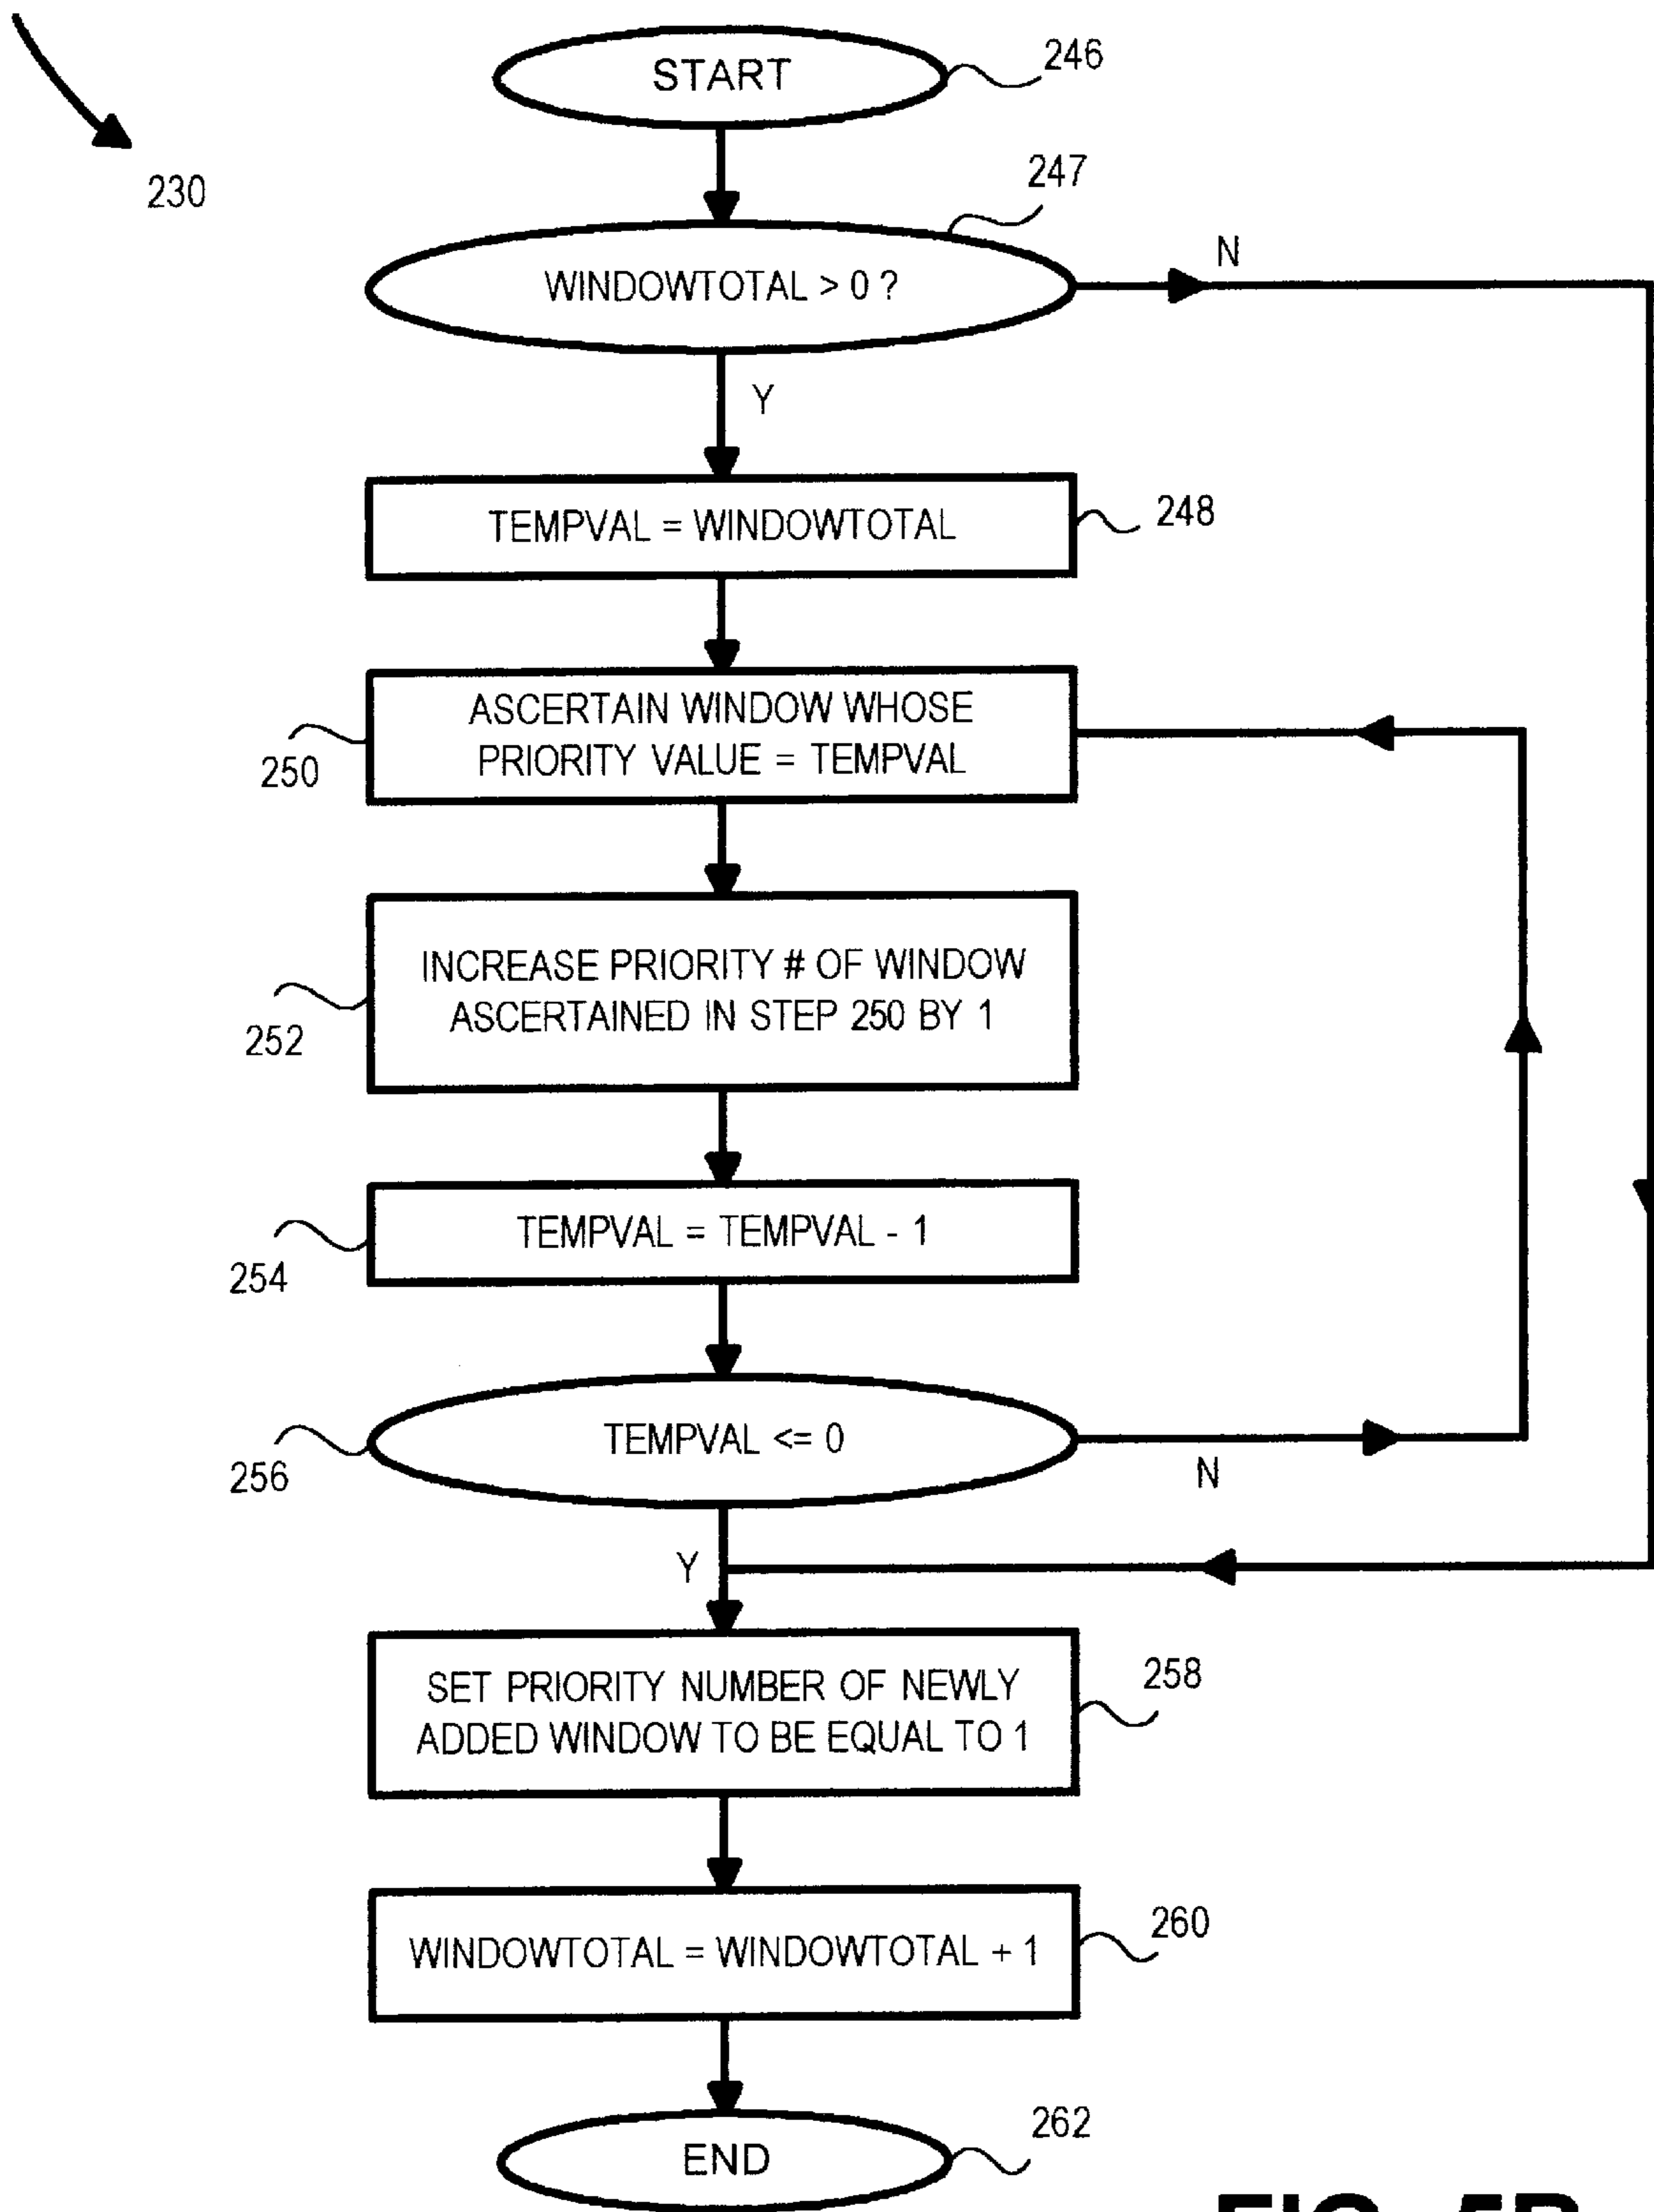 START
246
230
247
WINDOWTOTAL > 0 ?
N
Y
TEMPVAL = WINDOWTOTAL
248
ASCERTAIN WINDOW WHOSE
PRIORITY VALUE = TEMPVAL
250
INCREASE PRIORITY # OF WINDOW
ASCERTAINED IN STEP 250 BY 1
252
TEMPVAL = TEMPVAL - 1
254
TEMPVAL <= 0
256
N
Y
SET PRIORITY NUMBER OF NEWLY
ADDED WINDOW TO BE EQUAL TO 1
258
WINDOWTOTAL = WINDOWTOTAL + 1
260
END
262